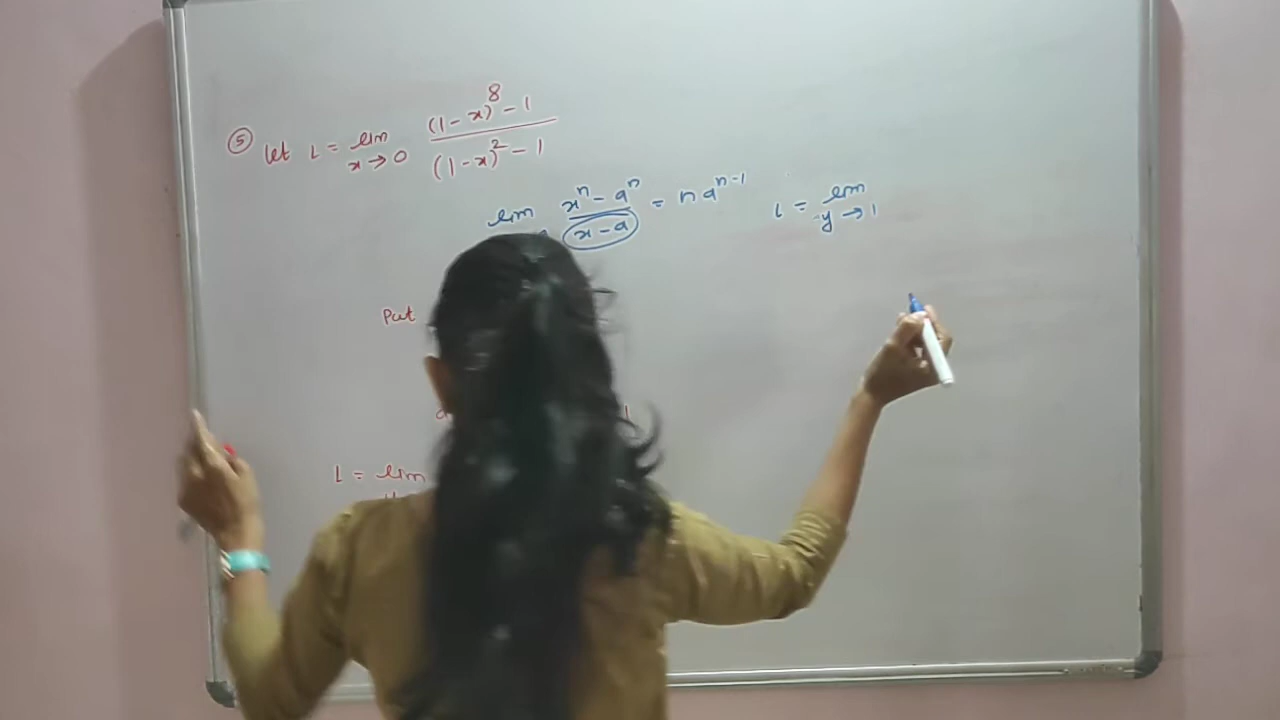 ⑤ Let L = lim x→0 ((1-x)^8 - 1) / ((1-x)^2 - 1)
lim (x^n - a^n) / (x - a) = n a^(n-1)
L = lim y→1
Put
L = lim